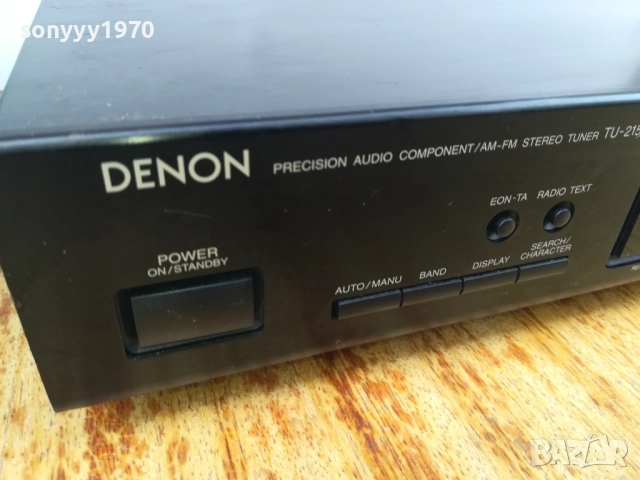 sonyyy1970
DENON PRECISION AUDIO COMPONENT/AM-FM STEREO TUNER TU-215
EON-TA RADIO TEXT
POWER
ON/STANDBY
AUTO/MANU BAND DISPLAY SEARCH/
CHARACTER
BAZAR